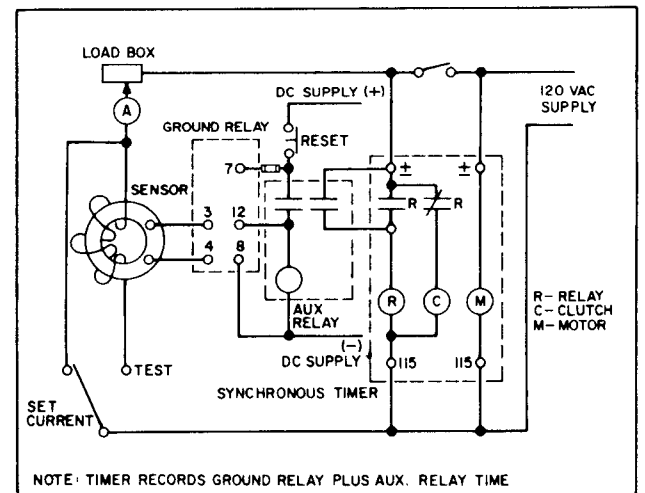 LOAD BOX
A
DC SUPPLY (+)
120 VAC
SUPPLY
GROUND RELAY
RESET
7
±
±
SENSOR
R
R
3
12
4
8
R
C
M
AUX
RELAY
R- RELAY
C- CLUTCH
M- MOTOR
(-)
DC SUPPLY
TEST
115
115
SYNCHRONOUS TIMER
SET
CURRENT
NOTE: TIMER RECORDS GROUND RELAY PLUS AUX. RELAY TIME